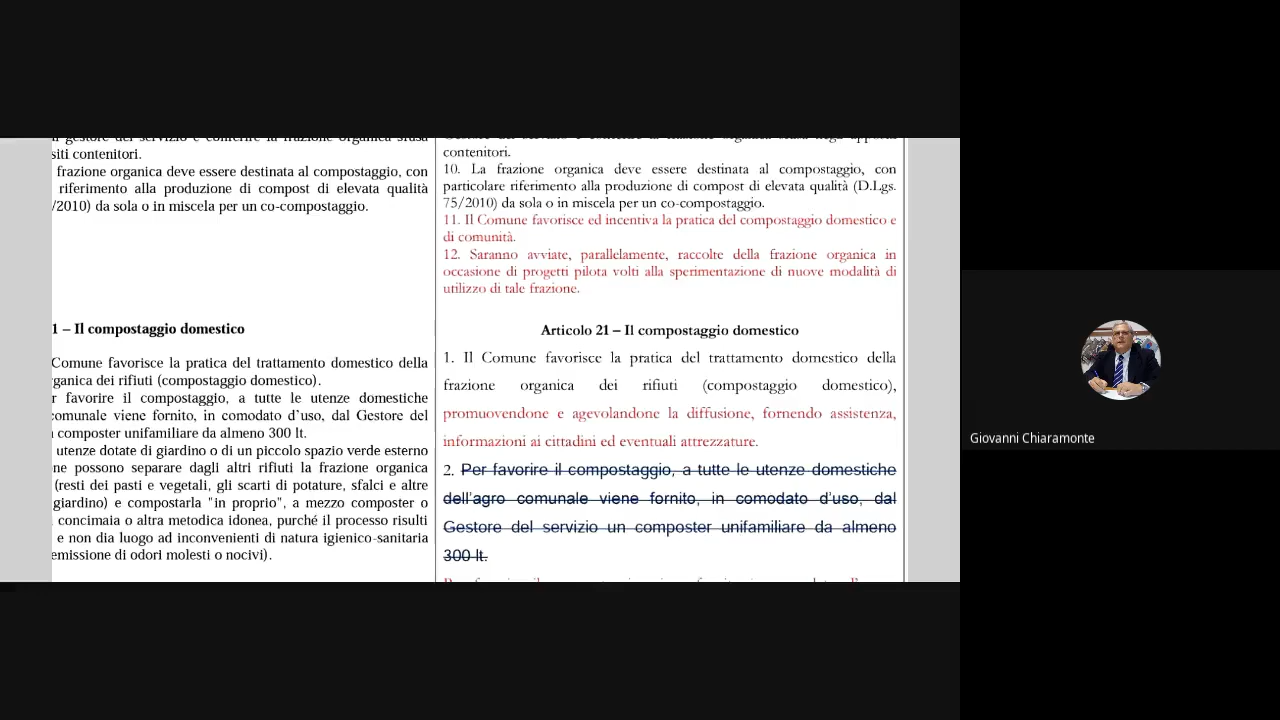 siti contenitori.
frazione organica deve essere destinata al compostaggio, con
riferimento alla produzione di compost di elevata qualità
/2010) da sola o in miscela per un co-compostaggio.
1 – Il compostaggio domestico
Comune favorisce la pratica del trattamento domestico della
ganica dei rifiuti (compostaggio domestico).
r favorire il compostaggio, a tutte le utenze domestiche
comunale viene fornito, in comodato d'uso, dal Gestore del
composter unifamiliare da almeno 300 lt.
utenze dotate di giardino o di un piccolo spazio verde esterno
ne possono separare dagli altri rifiuti la frazione organica
(resti dei pasti e vegetali, gli scarti di potature, sfalci e altre
giardino) e compostarla "in proprio", a mezzo composter o
concimaia o altra metodica idonea, purché il processo risulti
e non dia luogo ad inconvenienti di natura igienico-sanitaria
emissione di odori molesti o nocivi).
contenitori.
10. La frazione organica deve essere destinata al compostaggio, con
particolare riferimento alla produzione di compost di elevata qualità (D.Lgs.
75/2010) da sola o in miscela per un co-compostaggio.
11. Il Comune favorisce ed incentiva la pratica del compostaggio domestico e
di comunità.
12. Saranno avviate, parallelamente, raccolte della frazione organica in
occasione di progetti pilota volti alla sperimentazione di nuove modalità di
utilizzo di tale frazione.
Articolo 21 – Il compostaggio domestico
1. Il Comune favorisce la pratica del trattamento domestico della
frazione organica dei rifiuti (compostaggio domestico),
promuovendone e agevolandone la diffusione, fornendo assistenza,
informazioni ai cittadini ed eventuali attrezzature.
2. Per favorire il compostaggio, a tutte le utenze domestiche
dell'agro comunale viene fornito, in comodato d'uso, dal
Gestore del servizio un composter unifamiliare da almeno
300 lt.
Giovanni Chiaramonte